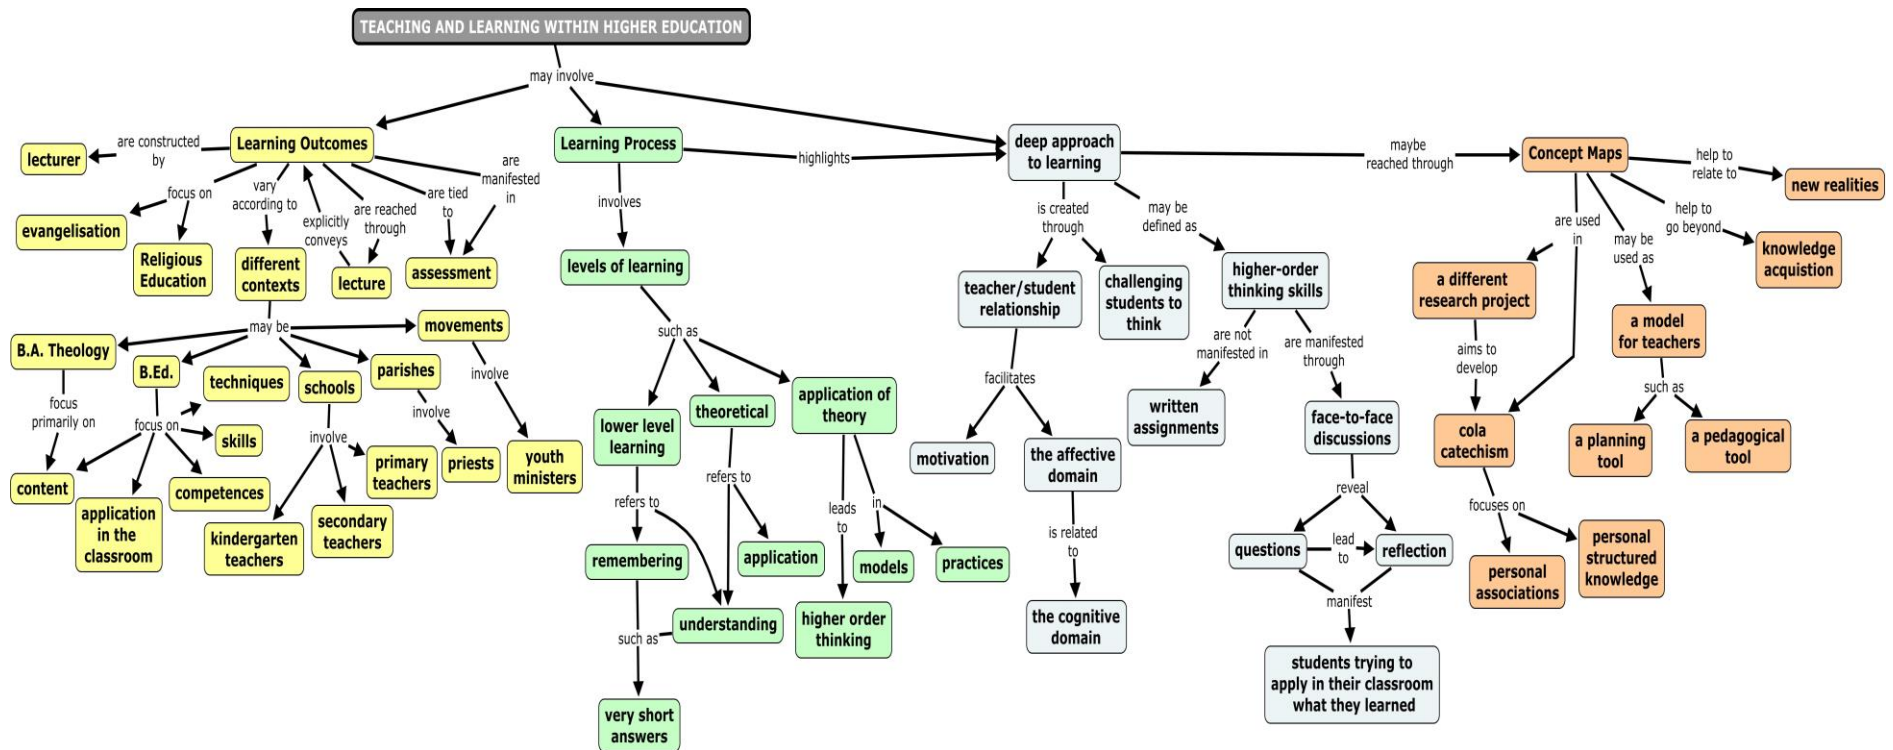 TEACHING AND LEARNING WITHIN HIGHER EDUCATION
may involve
lecturer
are constructed
by
Learning Outcomes
focus on
evangelisation
Religious
Education
vary
according to
different
contexts
explicitly
conveys
are reached
through
lecture
are tied
to
are
manifested
in
assessment
may be
B.A. Theology
focus
primarily on
content
B.Ed.
focus on
techniques
skills
competences
application
in the
classroom
schools
involve
kindergarten
teachers
secondary
teachers
primary
teachers
parishes
involve
priests
movements
involve
youth
ministers
Learning Process
highlights
involves
levels of learning
such as
lower level
learning
refers to
remembering
such as
very short
answers
theoretical
refers to
understanding
application
application of
theory
leads
to
higher order
thinking
in
models
practices
deep approach
to learning
is created
through
teacher/student
relationship
facilitates
motivation
the affective
domain
is related
to
the cognitive
domain
challenging
students to
think
may be
defined as
higher-order
thinking skills
are not
manifested in
written
assignments
are manifested
through
face-to-face
discussions
reveal
questions
lead
to
reflection
manifest
students trying to
apply in their classroom
what they learned
maybe
reached through
Concept Maps
help to
relate to
new realities
help to
go beyond
knowledge
acquistion
are used
in
a different
research project
aims to
develop
cola
catechism
focuses on
personal
associations
personal
structured
knowledge
may be
used as
a model
for teachers
such as
a planning
tool
a pedagogical
tool